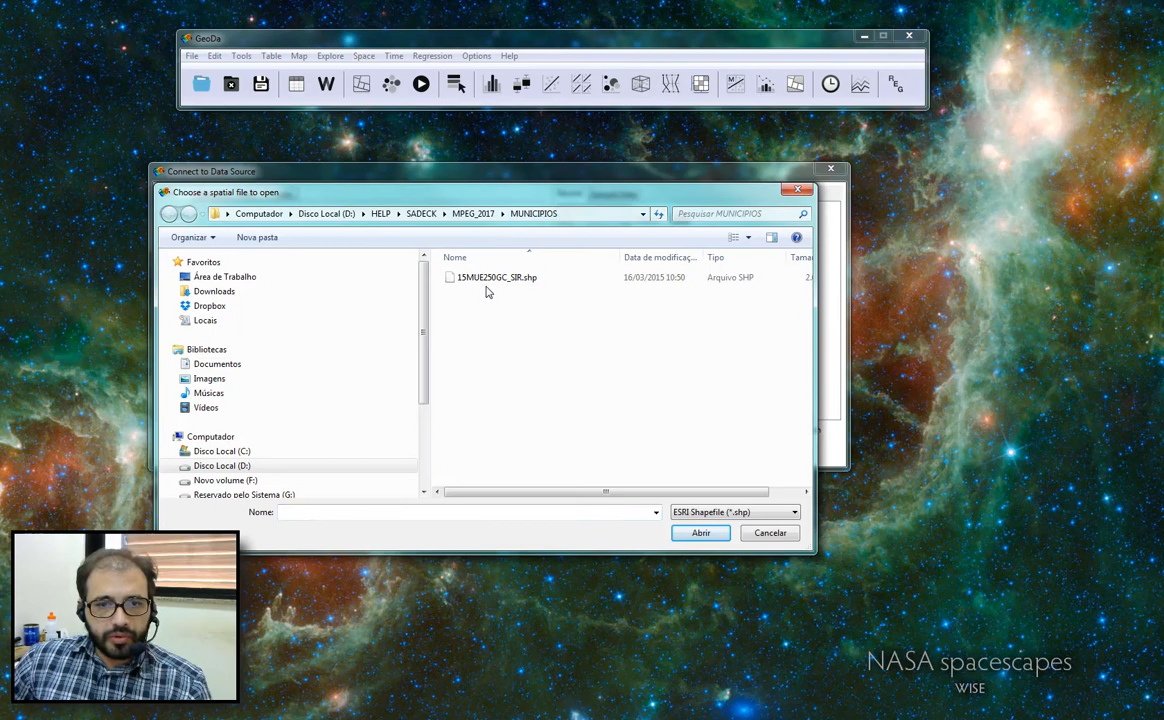 GeoDa
File Edit Tools Table Map Explore Space Time Regression Options Help
W
REG
Connect to Data Source
Choose a spatial file to open
Computador Disco Local (D:) HELP SADECK MPEG_2017 MUNICIPIOS
Pesquisar MUNICIPIOS
Organizar Nova pasta
Nome Data de modificaç... Tipo Tamar
15MUE250GC_SIR.shp 16/03/2015 10:50 Arquivo SHP 2.
Favoritos
Área de Trabalho
Downloads
Dropbox
Locais
Bibliotecas
Documentos
Imagens
Músicas
Vídeos
Computador
Disco Local (C:)
Disco Local (D:)
Novo volume (F:)
Reservado pelo Sistema (G:)
Nome: ESRI Shapefile (*.shp)
Abrir Cancelar
NASA spacescapes
WISE